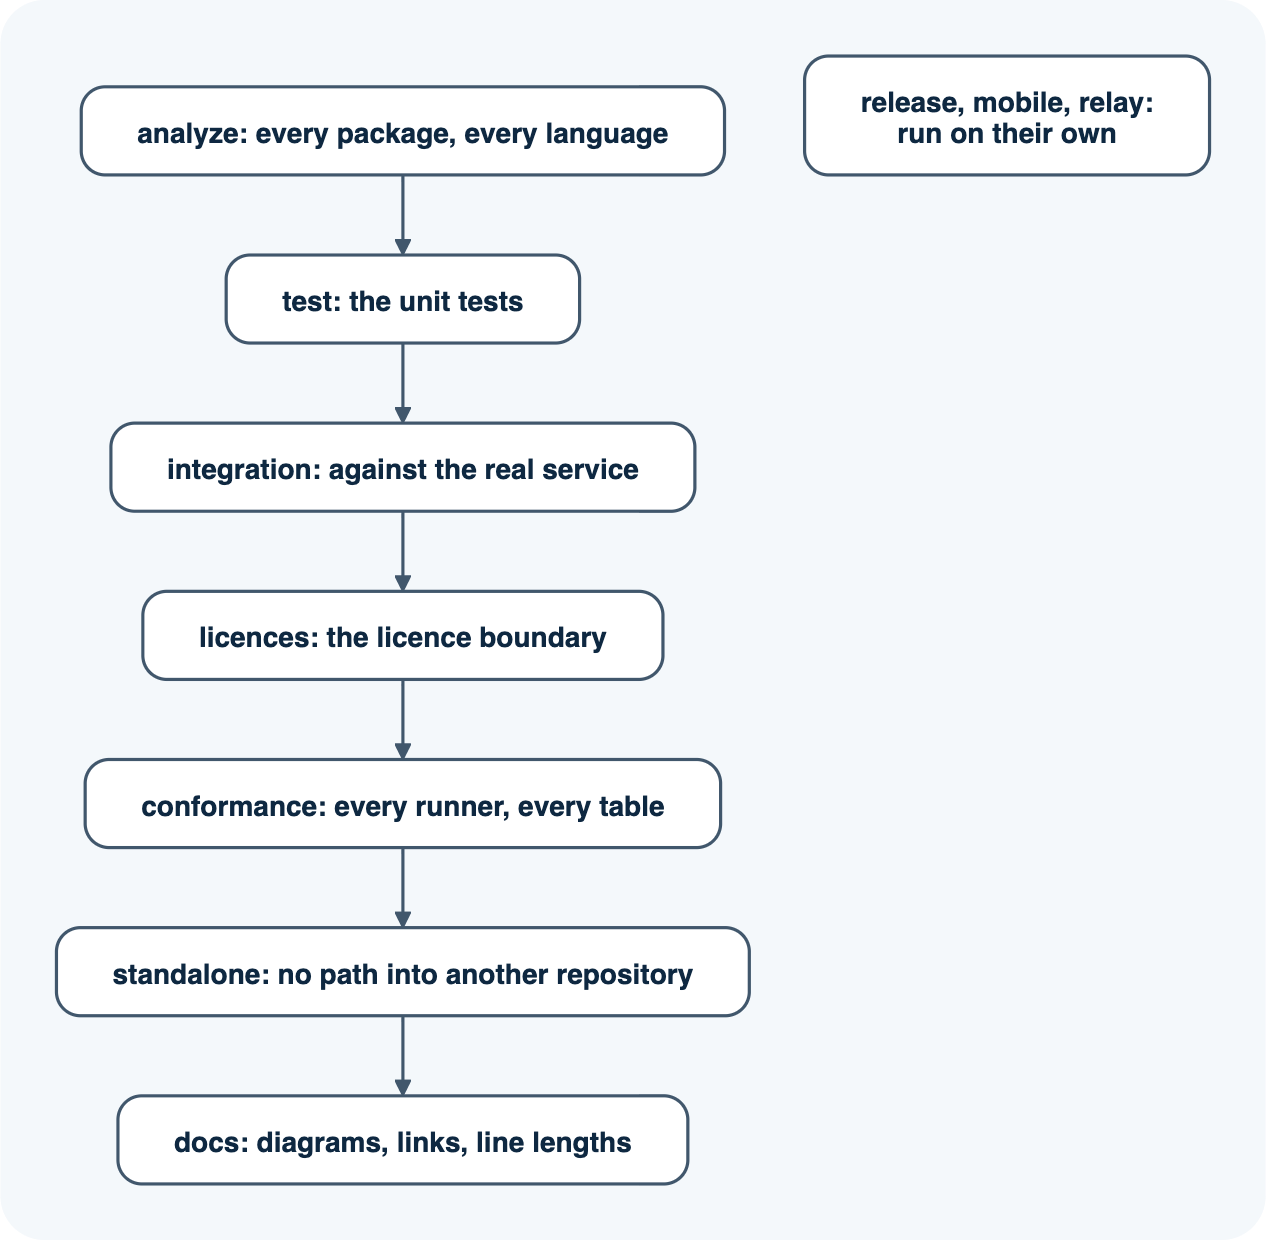 analyze: every package, every language
release, mobile, relay:
run on their own
test: the unit tests
integration: against the real service
licences: the licence boundary
conformance: every runner, every table
standalone: no path into another repository
docs: diagrams, links, line lengths